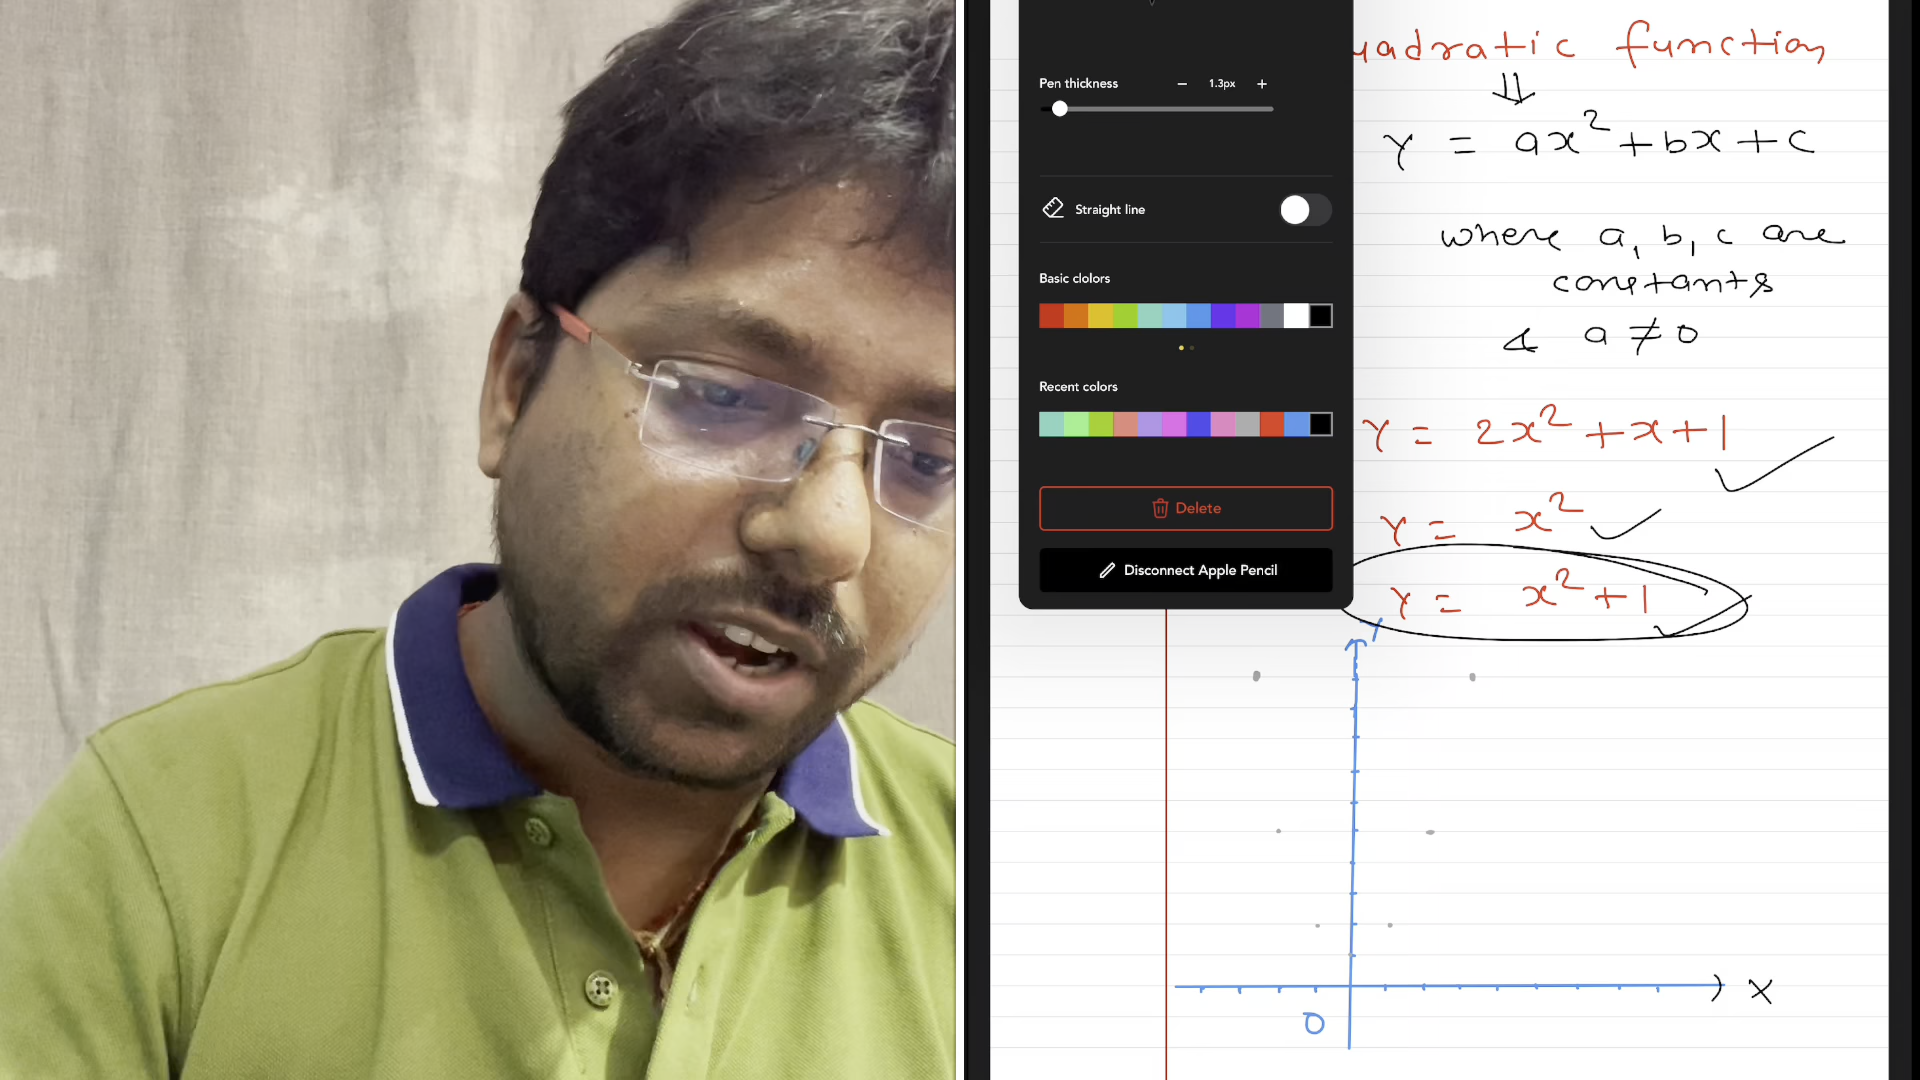 Pen thickness
− 1.3px +
Straight line
Basic clolors
Recent colors
Delete
Disconnect Apple Pencil
uadratic function
⇓
y = ax² + bx + c
where a, b, c are
constants
& a ≠ 0
y = 2x² + x + 1 ✓
y = x² ✓
y = x² + 1 ✓
y
x
0